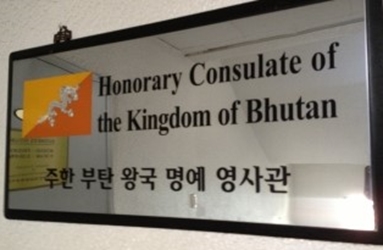 Honorary Consulate of
the Kingdom of Bhutan
주한 부탄 왕국 명예 영사관